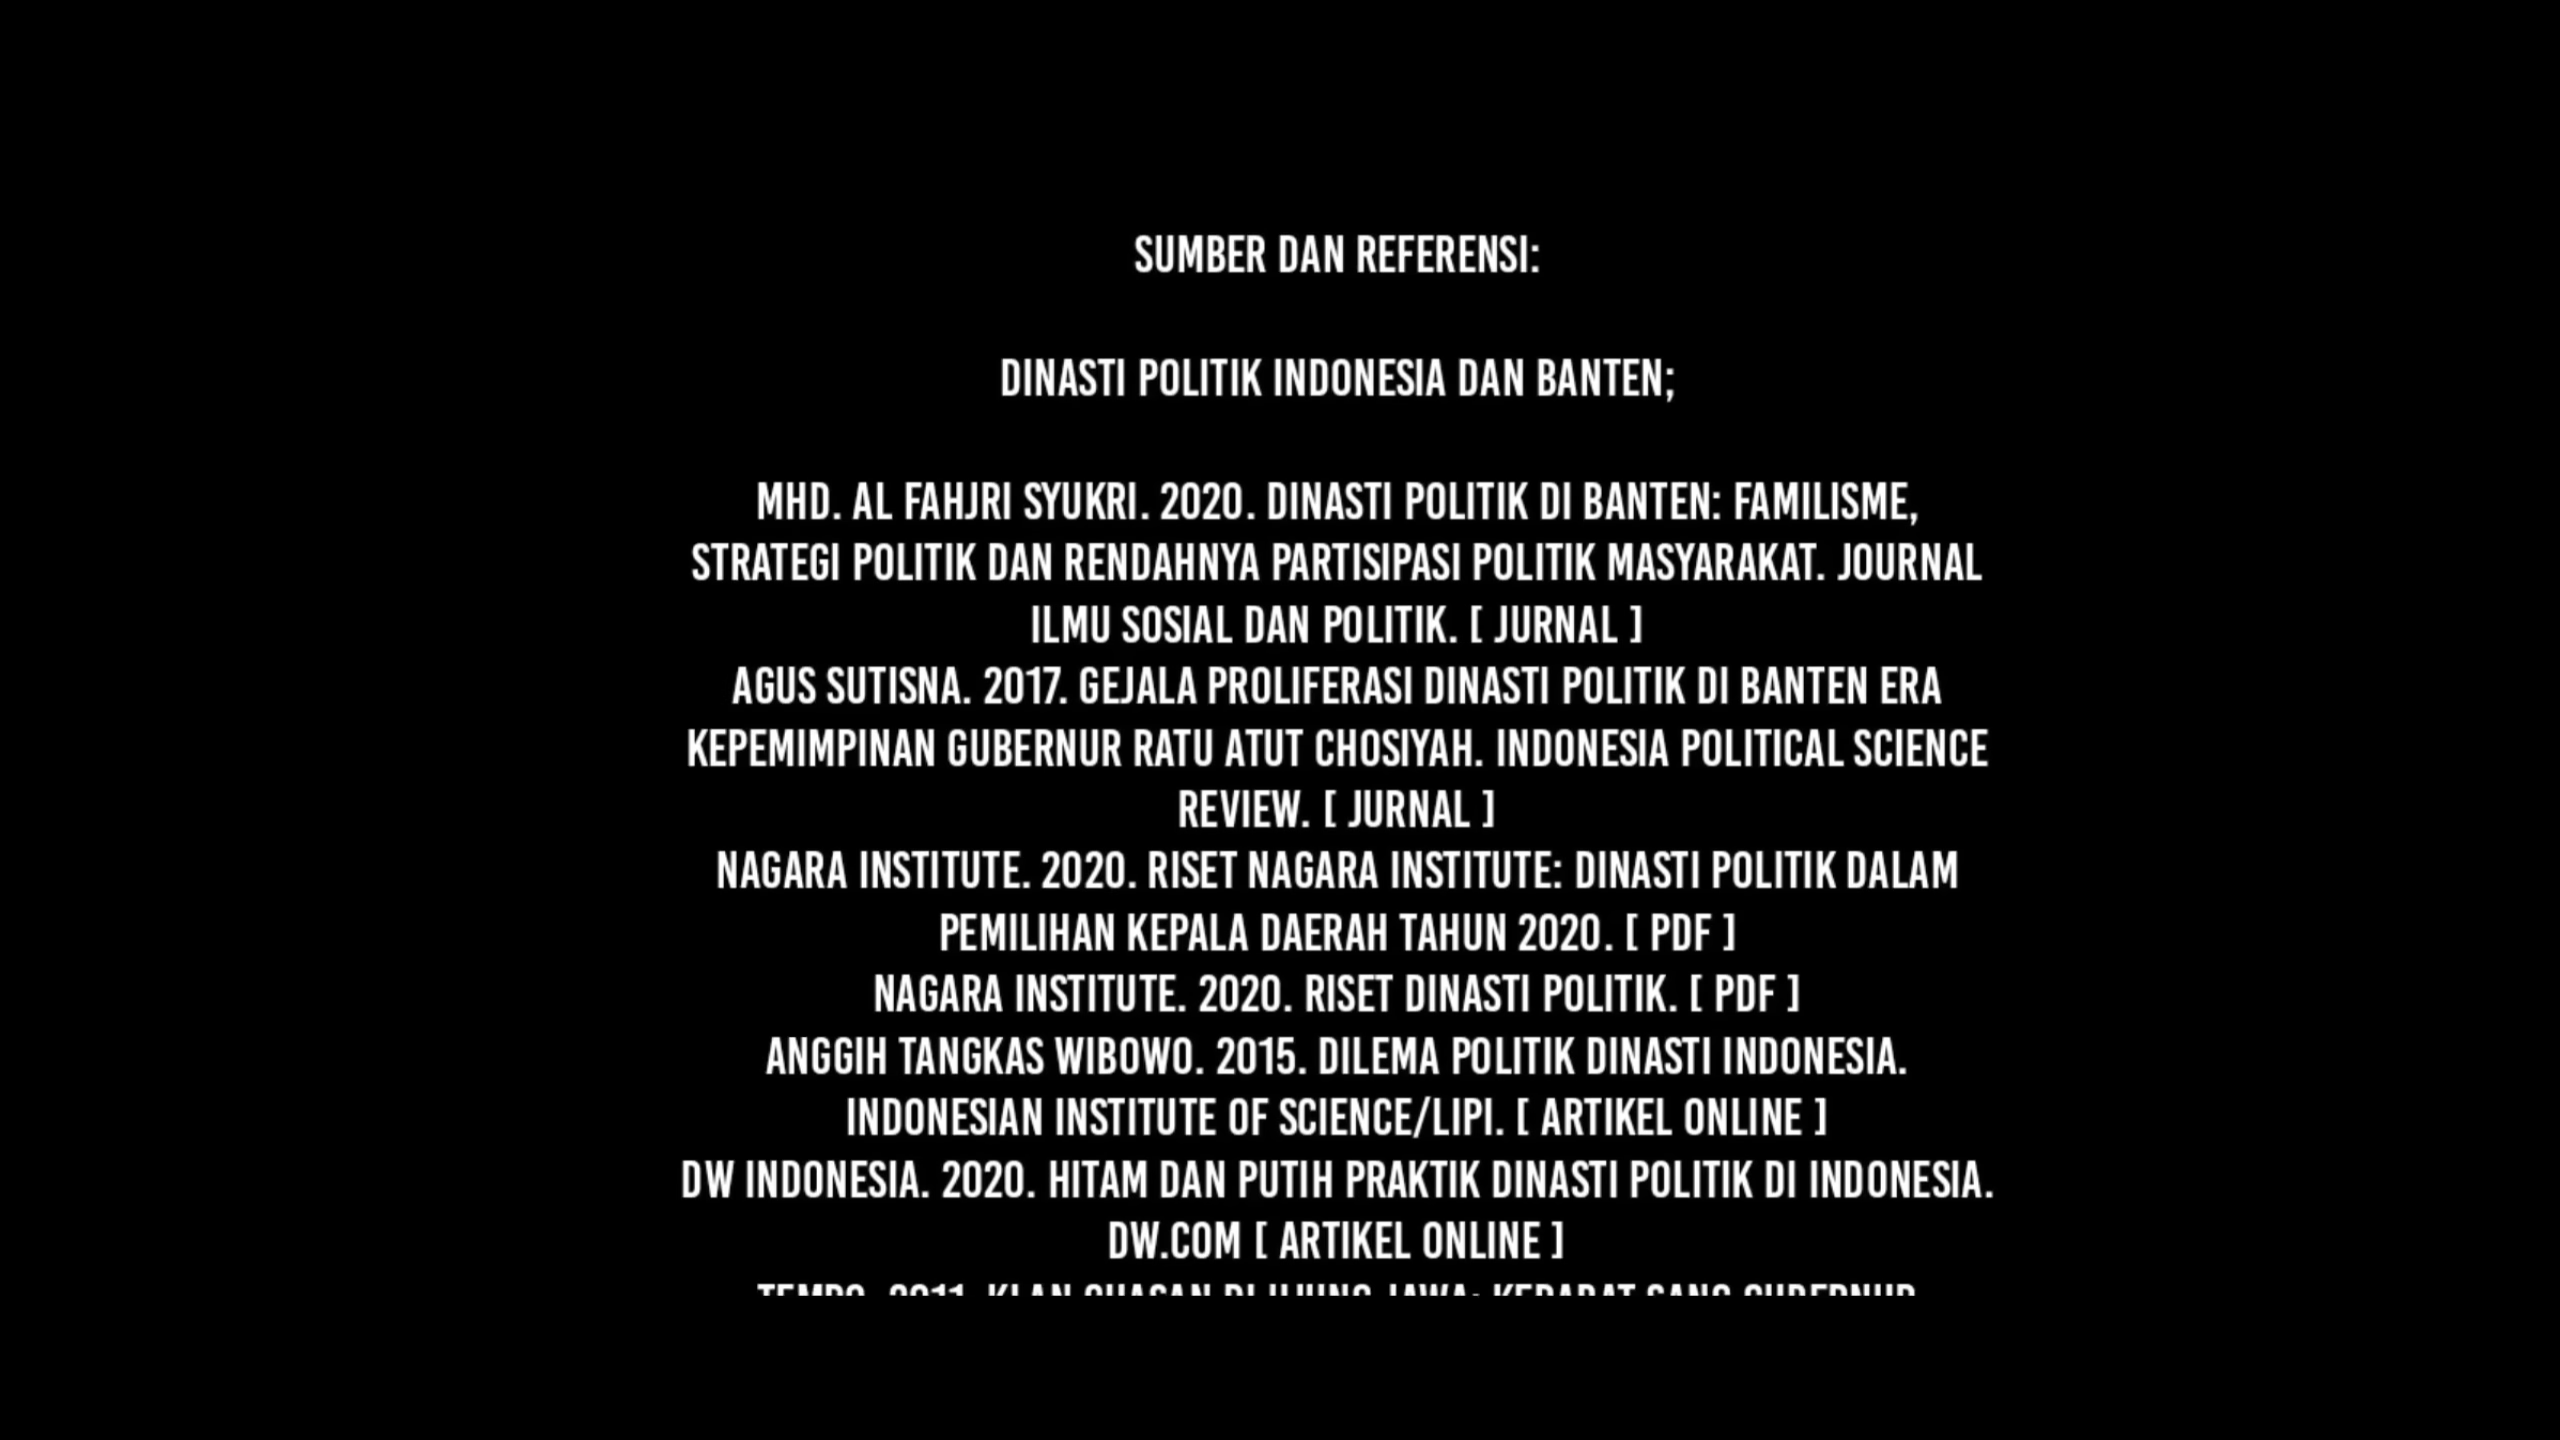 SUMBER DAN REFERENSI:
DINASTI POLITIK INDONESIA DAN BANTEN;
MHD. AL FAHJRI SYUKRI. 2020. DINASTI POLITIK DI BANTEN: FAMILISME,
STRATEGI POLITIK DAN RENDAHNYA PARTISIPASI POLITIK MASYARAKAT. JOURNAL
ILMU SOSIAL DAN POLITIK. [ JURNAL ]
AGUS SUTISNA. 2017. GEJALA PROLIFERASI DINASTI POLITIK DI BANTEN ERA
KEPEMIMPINAN GUBERNUR RATU ATUT CHOSIYAH. INDONESIA POLITICAL SCIENCE
REVIEW. [ JURNAL ]
NAGARA INSTITUTE. 2020. RISET NAGARA INSTITUTE: DINASTI POLITIK DALAM
PEMILIHAN KEPALA DAERAH TAHUN 2020. [ PDF ]
NAGARA INSTITUTE. 2020. RISET DINASTI POLITIK. [ PDF ]
ANGGIH TANGKAS WIBOWO. 2015. DILEMA POLITIK DINASTI INDONESIA.
INDONESIAN INSTITUTE OF SCIENCE/LIPI. [ ARTIKEL ONLINE ]
DW INDONESIA. 2020. HITAM DAN PUTIH PRAKTIK DINASTI POLITIK DI INDONESIA.
DW.COM [ ARTIKEL ONLINE ]